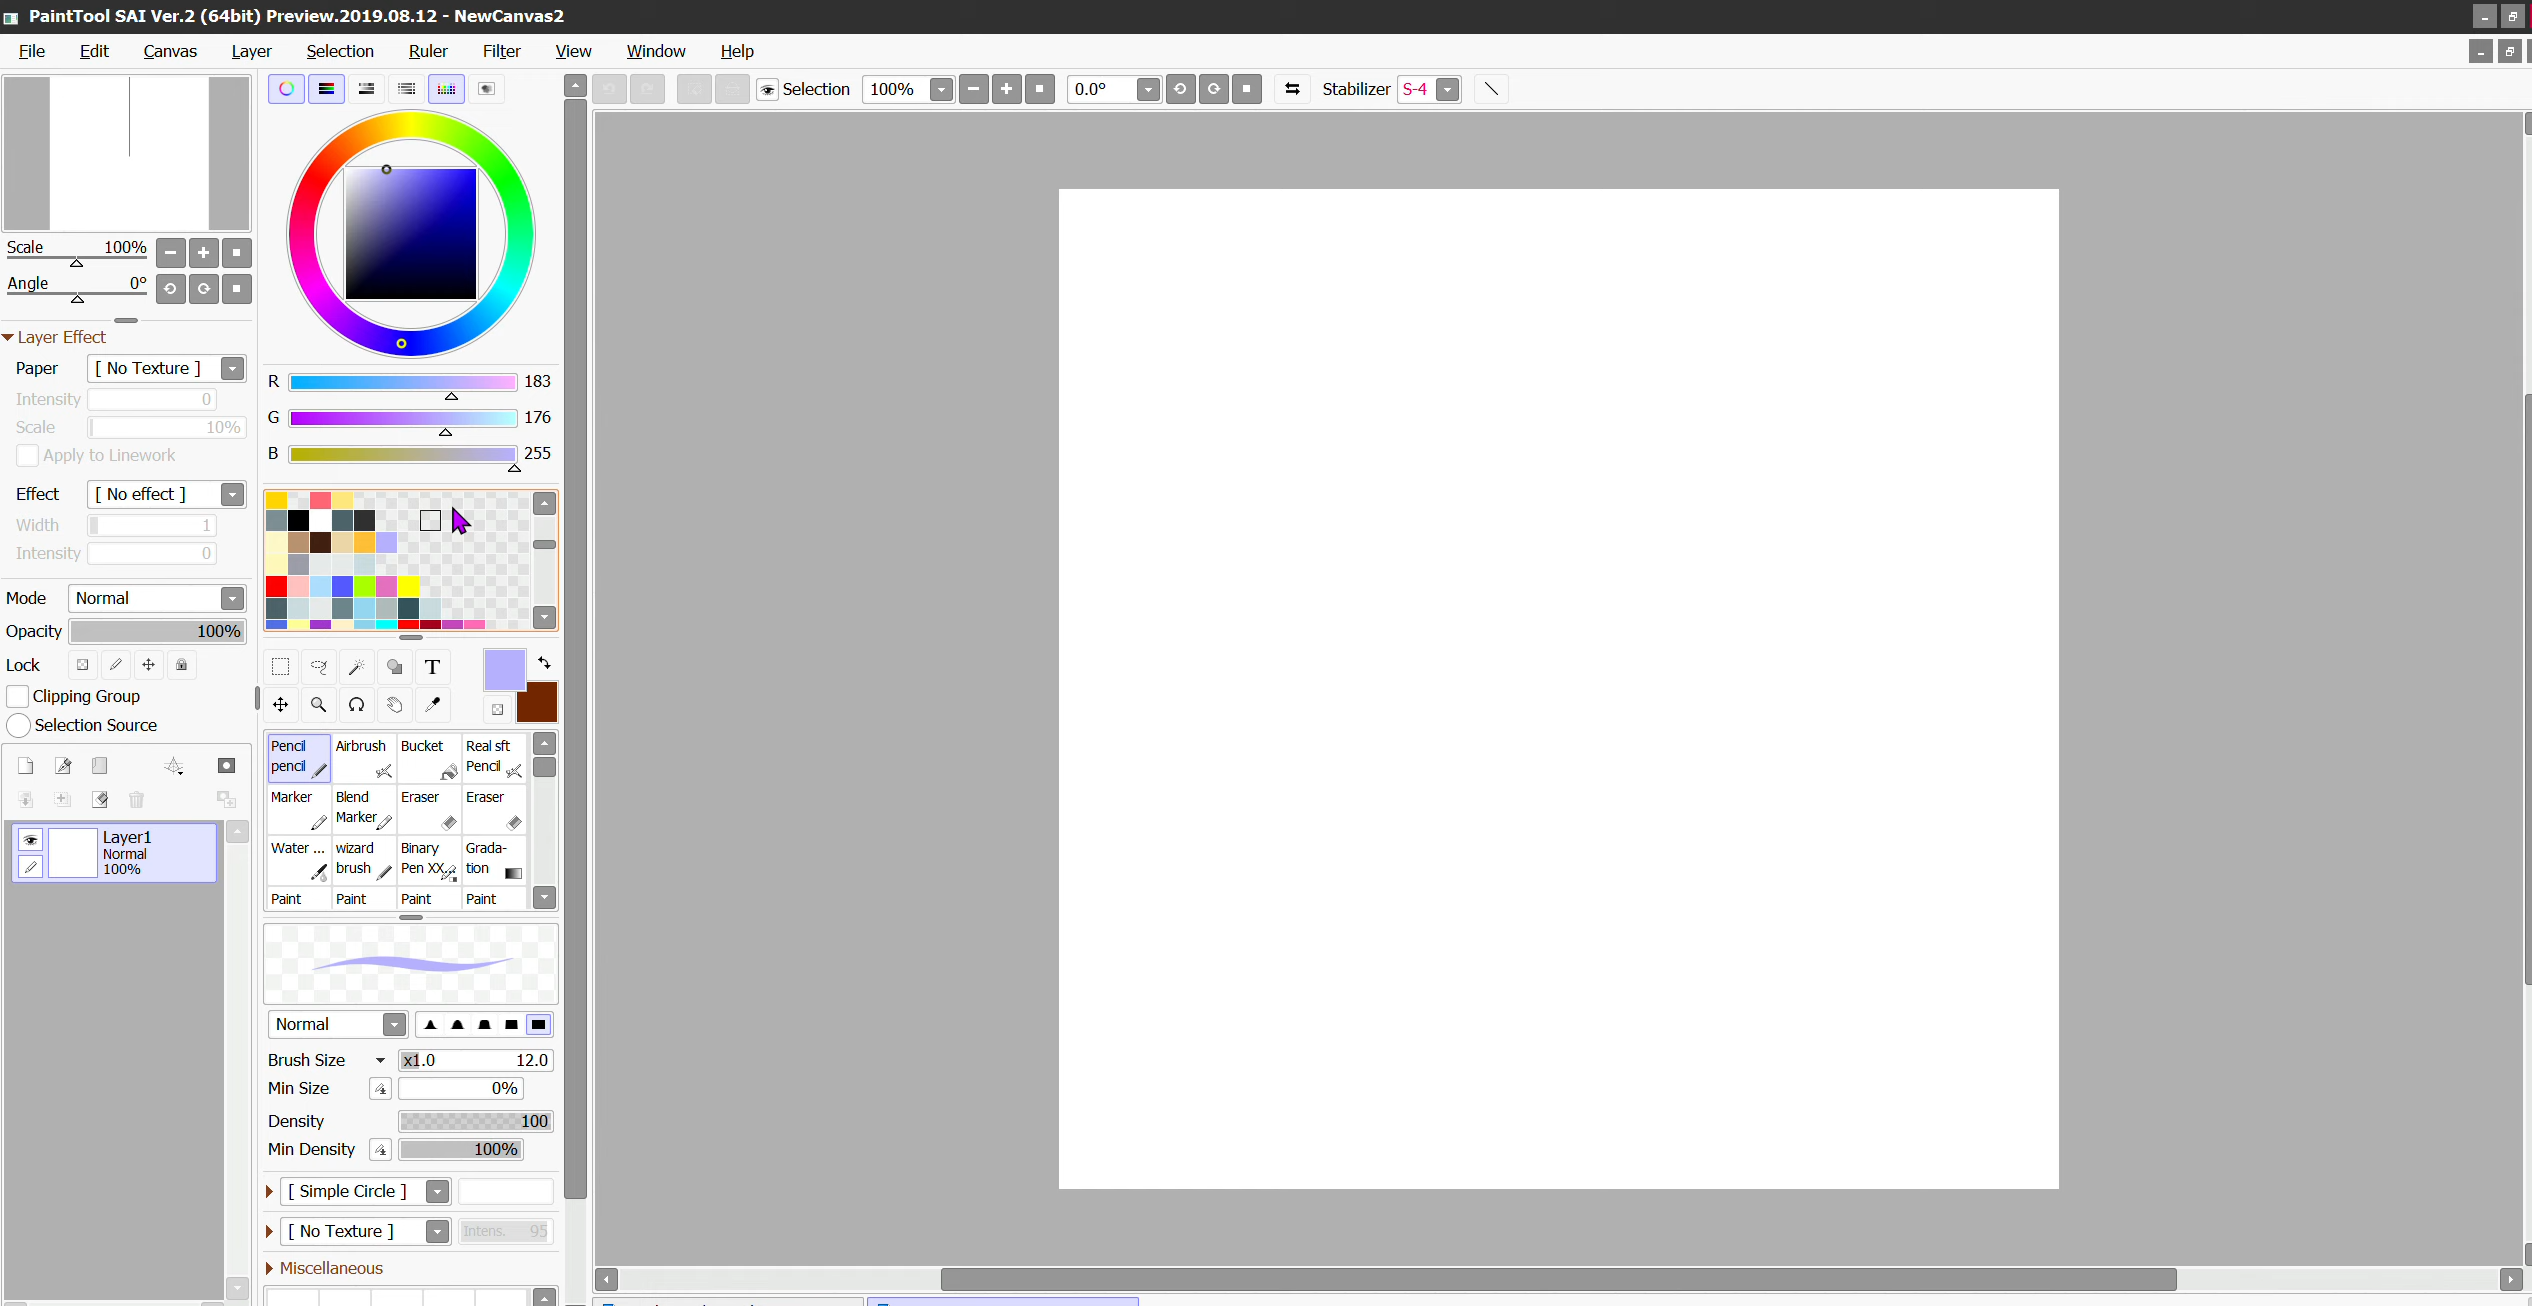 PaintTool SAI Ver.2 (64bit) Preview.2019.08.12 - NewCanvas2
File Edit Canvas Layer Selection Ruler Filter View Window Help
Selection 100% 0.0° Stabilizer S-4
Scale 100%
Angle 0°
Layer Effect
Paper [ No Texture ]
Intensity 0
Scale 10%
Apply to Linework
Effect [ No effect ]
Width 1
Intensity 0
Mode Normal
Opacity 100%
Lock
Clipping Group
Selection Source
Layer1
Normal
100%
R 183
G 176
B 255
T
Pencil pencil
Airbrush
Bucket
Real sft Pencil
Marker
Blend Marker
Eraser
Eraser
Water ...
wizard brush
Binary Pen XX..
Grada-tion
Paint Paint Paint Paint
Normal
Brush Size x1.0 12.0
Min Size 0%
Density 100
Min Density 100%
[ Simple Circle ]
[ No Texture ] Intens. 95
Miscellaneous